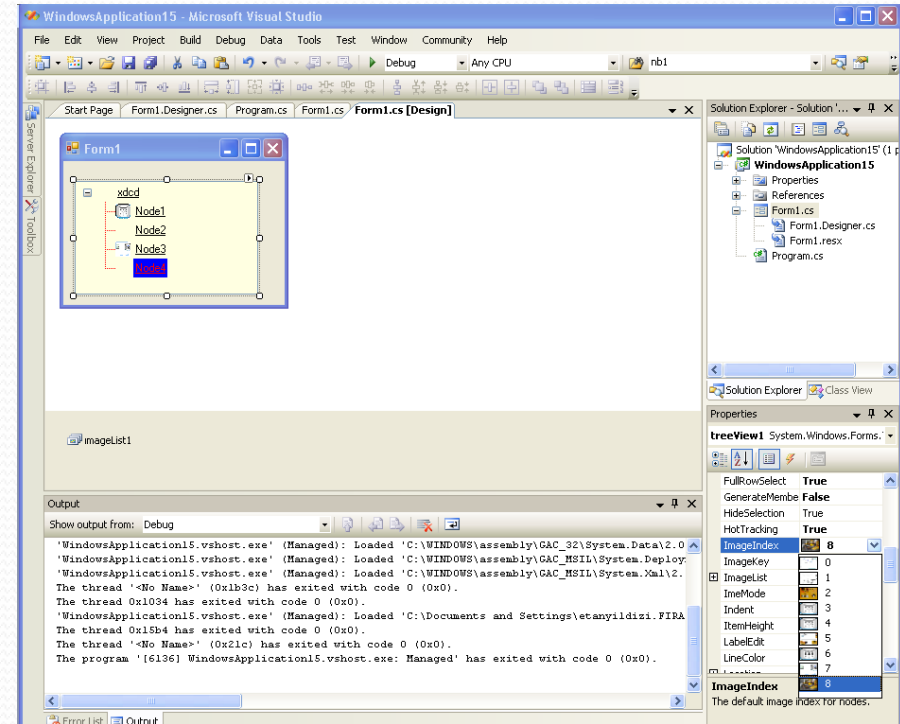 WindowsApplication15 - Microsoft Visual Studio
File Edit View Project Build Debug Data Tools Test Window Community Help
Debug Any CPU nb1
Server Explorer
Toolbox
Start Page Form1.Designer.cs Program.cs Form1.cs Form1.cs [Design]
Form1
xdcd
Node1
Node2
Node3
Node4
imageList1
Output
Show output from: Debug
'WindowsApplication15.vshost.exe' (Managed): Loaded 'C:\WINDOWS\assembly\GAC_32\System.Data\2.0
'WindowsApplication15.vshost.exe' (Managed): Loaded 'C:\WINDOWS\assembly\GAC_MSIL\System.Deploy
'WindowsApplication15.vshost.exe' (Managed): Loaded 'C:\WINDOWS\assembly\GAC_MSIL\System.Xml\2.
The thread '<No Name>' (0x1b3c) has exited with code 0 (0x0).
The thread 0x1034 has exited with code 0 (0x0).
'WindowsApplication15.vshost.exe' (Managed): Loaded 'C:\Documents and Settings\etanyildizi.FIRA
The thread 0x15b4 has exited with code 0 (0x0).
The thread '<No Name>' (0x21c) has exited with code 0 (0x0).
The program '[6136] WindowsApplication15.vshost.exe: Managed' has exited with code 0 (0x0).
Error List Output
Solution Explorer - Solution '...
Solution 'WindowsApplication15' (1 p
WindowsApplication15
Properties
References
Form1.cs
Form1.Designer.cs
Form1.resx
Program.cs
Solution Explorer Class View
Properties
treeView1 System.Windows.Forms.
FullRowSelect True
GenerateMembe False
HideSelection True
HotTracking True
ImageIndex 8
ImageKey 0
ImageList 1
ImeMode 2
Indent 3
ItemHeight 4
LabelEdit 5
LineColor 6
Location 7
8
ImageIndex
The default image index for nodes.